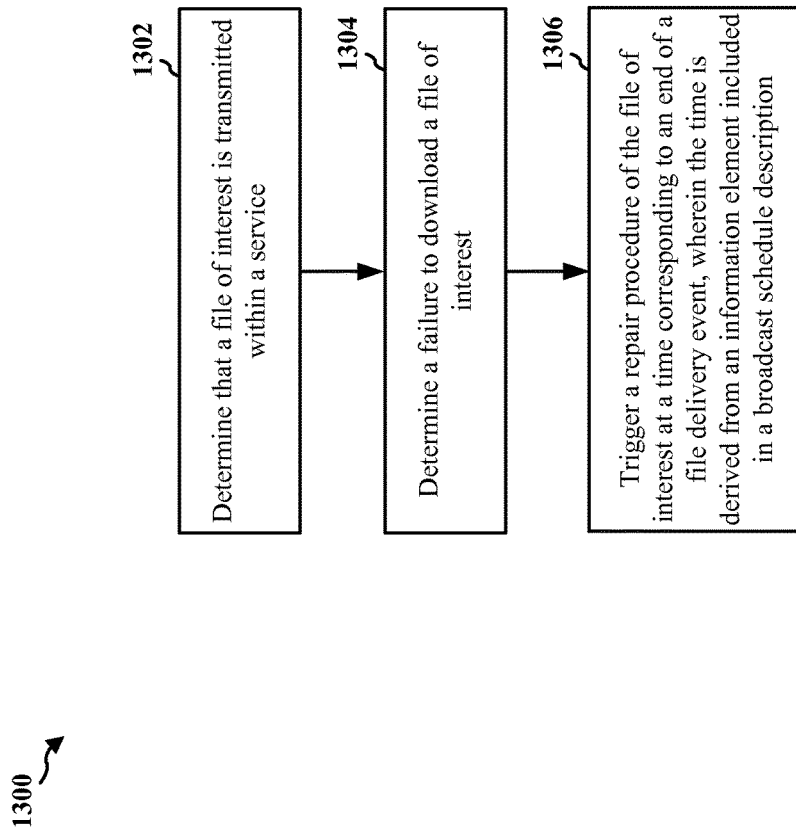 1300
1302
Determine that a file of interest is transmitted
within a service
1304
Determine a failure to download a file of
interest
1306
Trigger a repair procedure of the file of
interest at a time corresponding to an end of a
file delivery event, wherein the time is
derived from an information element included
in a broadcast schedule description